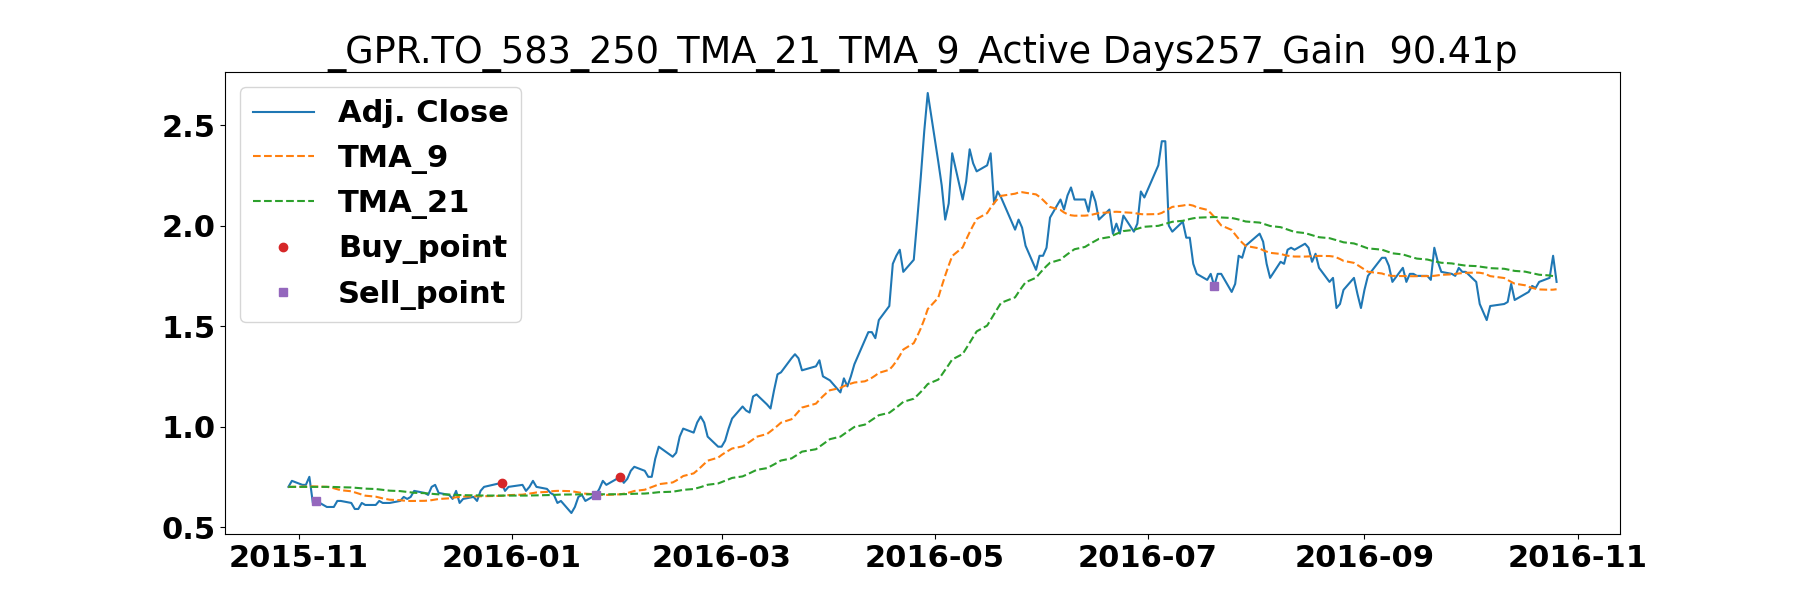 _GPR.TO_583_250_TMA_21_TMA_9_Active Days257_Gain  90.41p
Adj. Close
TMA_9
TMA_21
Buy_point
Sell_point
2.5
2.0
1.5
1.0
0.5
2015-11 2016-01 2016-03 2016-05 2016-07 2016-09 2016-11